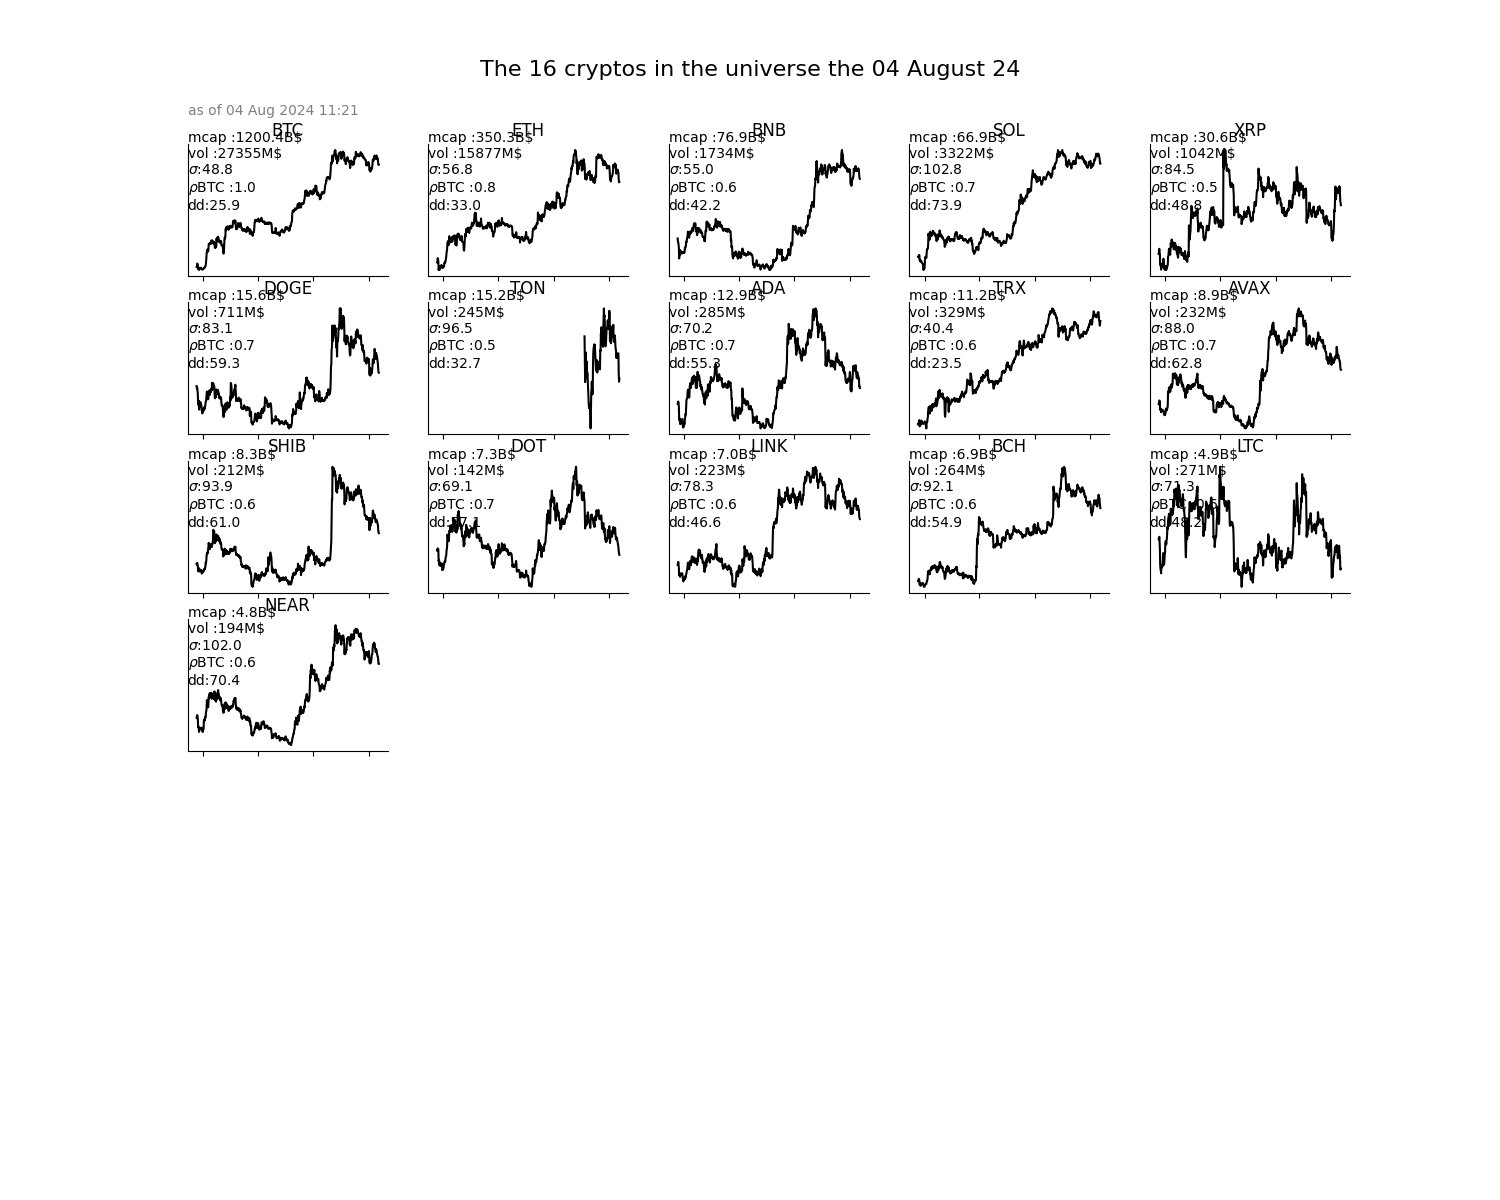 The 16 cryptos in the universe the 04 August 24
as of 04 Aug 2024 11:21
BTC
mcap :1200.4B$
vol :27355M$
σ:48.8
ρBTC :1.0
dd:25.9
ETH
mcap :350.3B$
vol :15877M$
σ:56.8
ρBTC :0.8
dd:33.0
BNB
mcap :76.9B$
vol :1734M$
σ:55.0
ρBTC :0.6
dd:42.2
SOL
mcap :66.9B$
vol :3322M$
σ:102.8
ρBTC :0.7
dd:73.9
XRP
mcap :30.6B$
vol :1042M$
σ:84.5
ρBTC :0.5
dd:48.8
DOGE
mcap :15.6B$
vol :711M$
σ:83.1
ρBTC :0.7
dd:59.3
TON
mcap :15.2B$
vol :245M$
σ:96.5
ρBTC :0.5
dd:32.7
ADA
mcap :12.9B$
vol :285M$
σ:70.2
ρBTC :0.7
dd:55.3
TRX
mcap :11.2B$
vol :329M$
σ:40.4
ρBTC :0.6
dd:23.5
AVAX
mcap :8.9B$
vol :232M$
σ:88.0
ρBTC :0.7
dd:62.8
SHIB
mcap :8.3B$
vol :212M$
σ:93.9
ρBTC :0.6
dd:61.0
DOT
mcap :7.3B$
vol :142M$
σ:69.1
ρBTC :0.7
LINK
mcap :7.0B$
vol :223M$
σ:78.3
ρBTC :0.6
dd:46.6
BCH
mcap :6.9B$
vol :264M$
σ:92.1
ρBTC :0.6
dd:54.9
LTC
mcap :4.9B$
vol :271M$
σ:71.3
ρBTC :0.6
dd:48.2
NEAR
mcap :4.8B$
vol :194M$
σ:102.0
ρBTC :0.6
dd:70.4